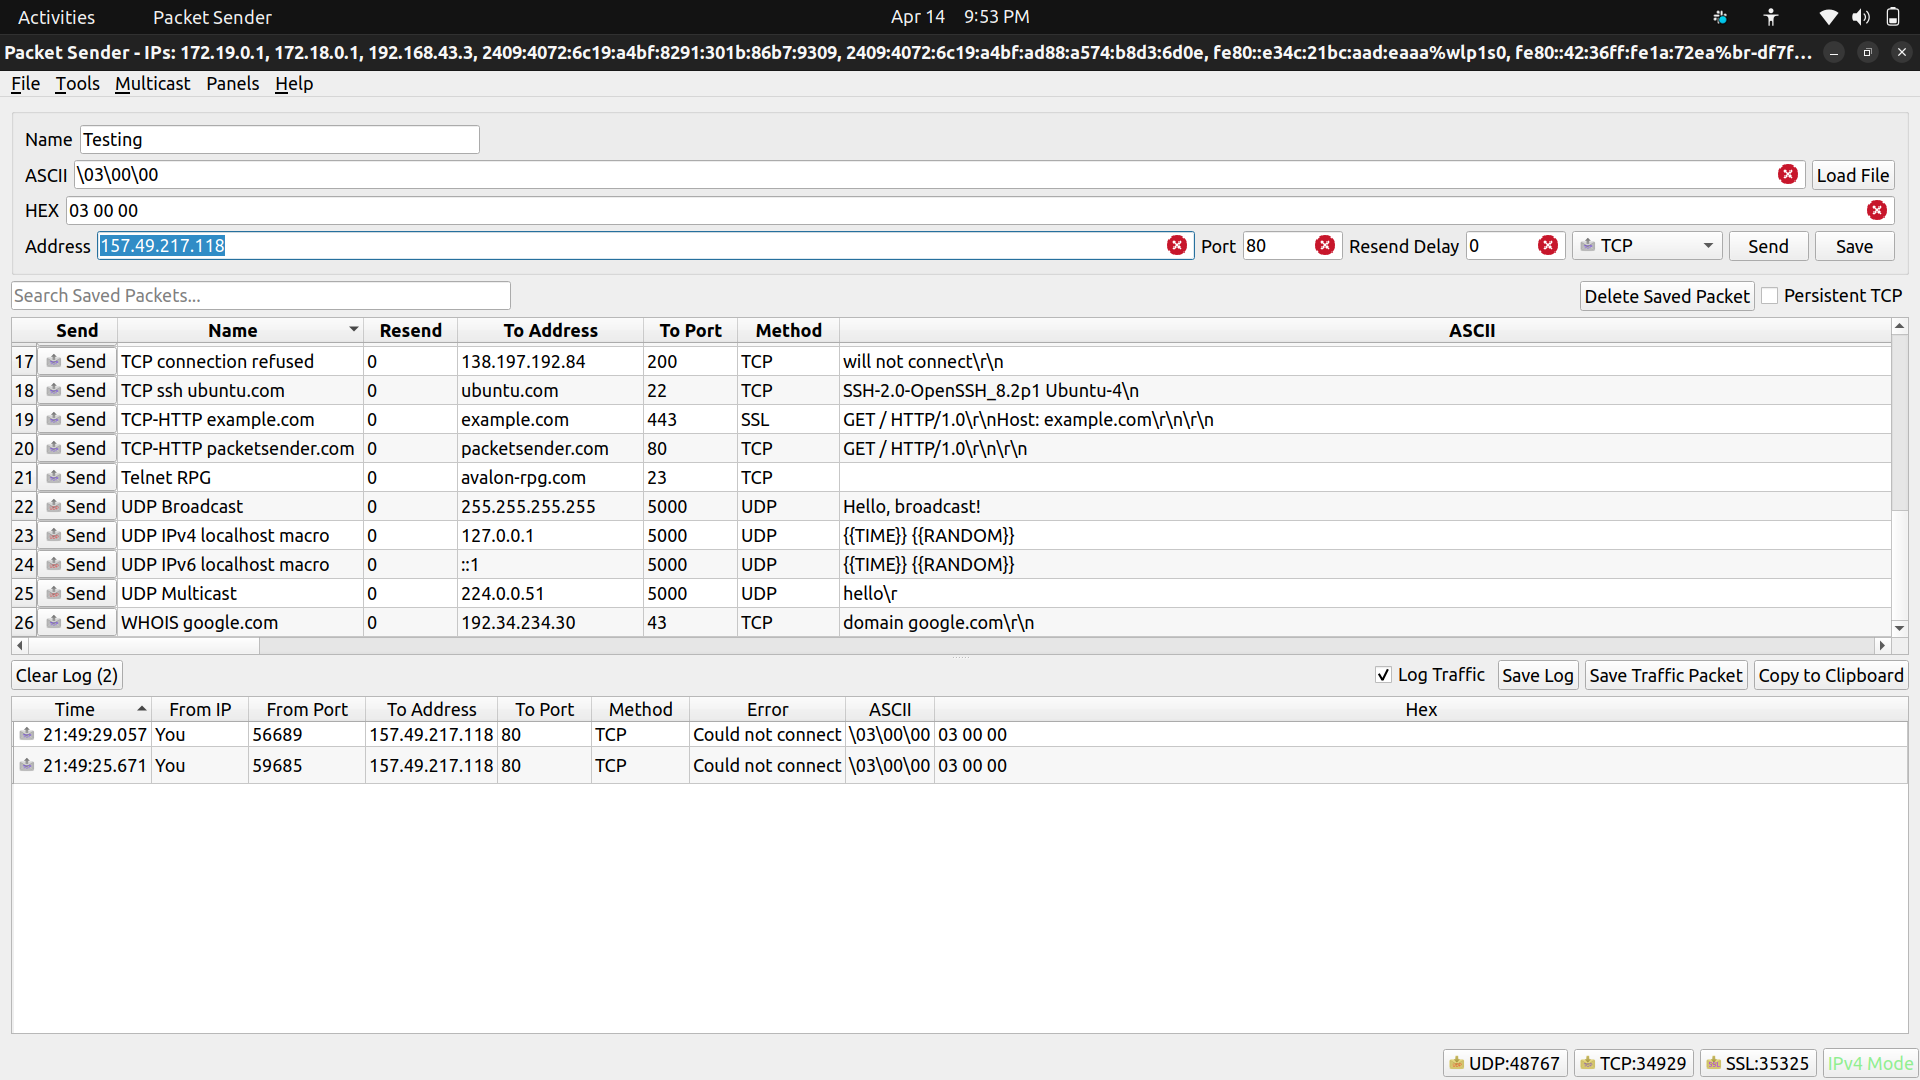 Activities Packet Sender Apr 14 9:53 PM
Packet Sender - IPs: 172.19.0.1, 172.18.0.1, 192.168.43.3, 2409:4072:6c19:a4bf:8291:301b:86b7:9309, 2409:4072:6c19:a4bf:ad88:a574:b8d3:6d0e, fe80::e34c:21bc:aad:eaaa%wlp1s0, fe80::42:36ff:fe1a:72ea%br-df7f...
File Tools Multicast Panels Help
Name Testing
ASCII \03\00\00 Load File
HEX 03 00 00
Address 157.49.217.118 Port 80 Resend Delay 0 TCP Send Save
Search Saved Packets... Delete Saved Packet Persistent TCP
Send Name Resend To Address To Port Method ASCII
17 Send TCP connection refused 0 138.197.192.84 200 TCP will not connect\r\n
18 Send TCP ssh ubuntu.com 0 ubuntu.com 22 TCP SSH-2.0-OpenSSH_8.2p1 Ubuntu-4\n
19 Send TCP-HTTP example.com 0 example.com 443 SSL GET / HTTP/1.0\r\nHost: example.com\r\n\r\n
20 Send TCP-HTTP packetsender.com 0 packetsender.com 80 TCP GET / HTTP/1.0\r\n\r\n
21 Send Telnet RPG 0 avalon-rpg.com 23 TCP
22 Send UDP Broadcast 0 255.255.255.255 5000 UDP Hello, broadcast!
23 Send UDP IPv4 localhost macro 0 127.0.0.1 5000 UDP {{TIME}} {{RANDOM}}
24 Send UDP IPv6 localhost macro 0 ::1 5000 UDP {{TIME}} {{RANDOM}}
25 Send UDP Multicast 0 224.0.0.51 5000 UDP hello\r
26 Send WHOIS google.com 0 192.34.234.30 43 TCP domain google.com\r\n
Clear Log (2) Log Traffic Save Log Save Traffic Packet Copy to Clipboard
Time From IP From Port To Address To Port Method Error ASCII Hex
21:49:29.057 You 56689 157.49.217.118 80 TCP Could not connect \03\00\00 03 00 00
21:49:25.671 You 59685 157.49.217.118 80 TCP Could not connect \03\00\00 03 00 00
UDP:48767 TCP:34929 SSL:35325 IPv4 Mode